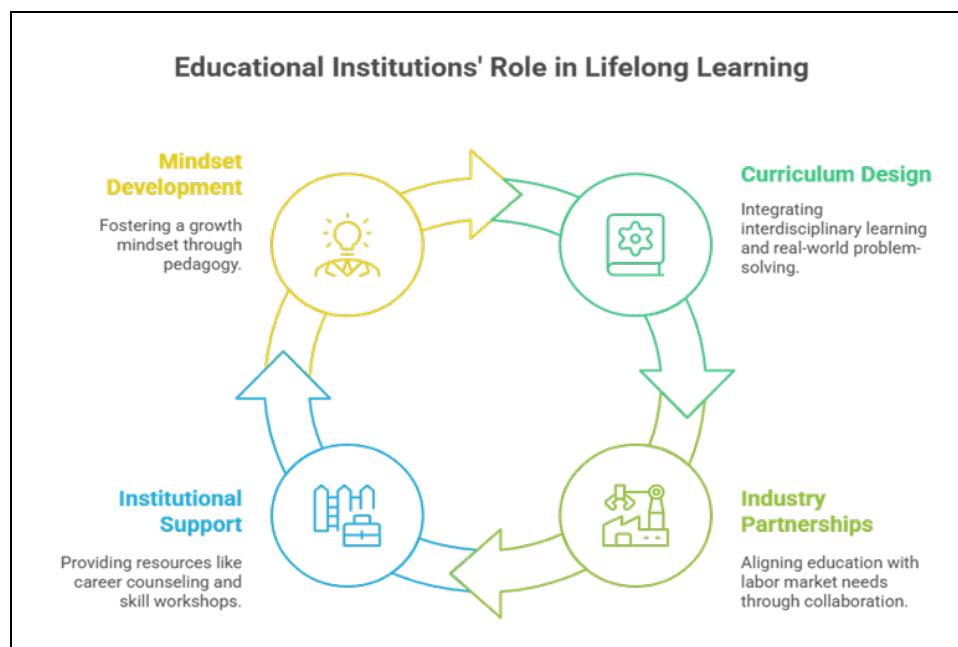 Educational Institutions' Role in Lifelong Learning
Mindset
Development
Fostering a growth
mindset through
pedagogy.
Curriculum Design
Integrating
interdisciplinary learning
and real-world problem-
solving.
Institutional
Support
Providing resources like
career counseling and
skill workshops.
Industry
Partnerships
Aligning education with
labor market needs
through collaboration.